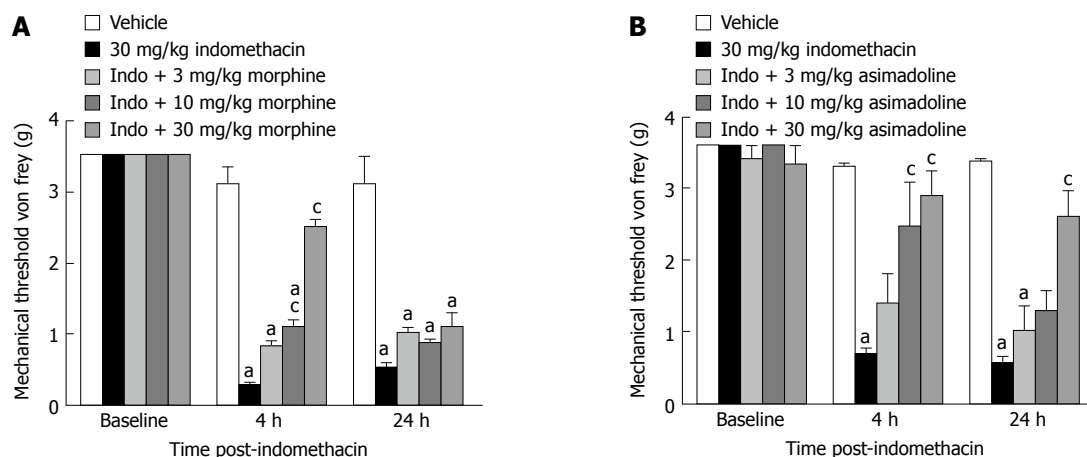 A
Vehicle
30 mg/kg indomethacin
Indo + 3 mg/kg morphine
Indo + 10 mg/kg morphine
Indo + 30 mg/kg morphine
Mechanical threshold von frey (g)
4
3
2
1
0
a
a
a
c
c
a
a
a
Baseline
4 h
24 h
Time post-indomethacin
B
Vehicle
30 mg/kg indomethacin
Indo + 3 mg/kg asimadoline
Indo + 10 mg/kg asimadoline
Indo + 30 mg/kg asimadoline
Mechanical threshold von frey (g)
4
3
2
1
0
a
c
c
a
a
c
Baseline
4 h
24 h
Time post-indomethacin